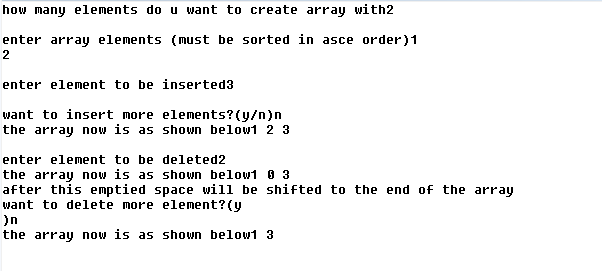 how many elements do u want to create array with2
enter array elements (must be sorted in asce order)1
2
enter element to be inserted3
want to insert more elements?(y/n)n
the array now is as shown below1 2 3
enter element to be deleted2
the array now is as shown below1 0 3
after this emptied space will be shifted to the end of the array
want to delete more element?(y
)n
the array now is as shown below1 3